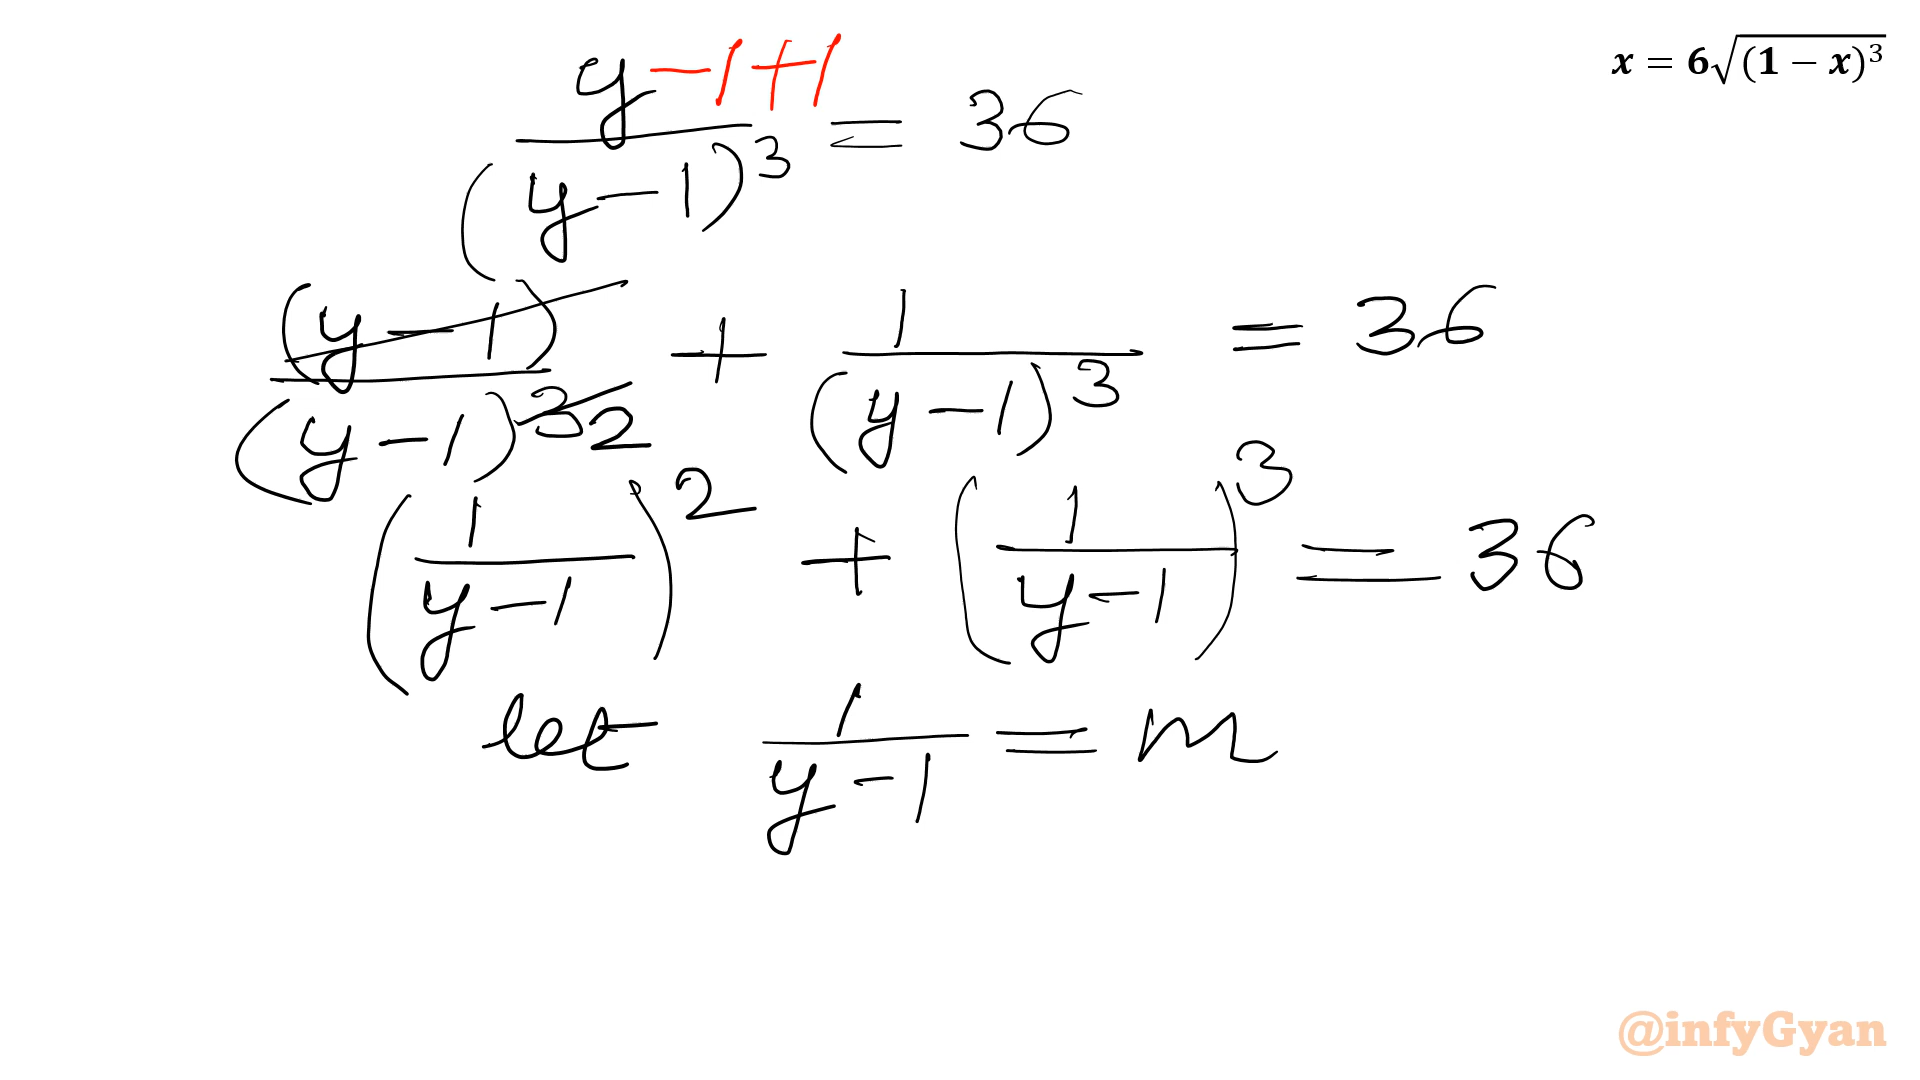 x = 6√(1 − x)³
y −1+1 / (y−1)³ = 36
(y−1) / (y−1)³ 2 + 1 / (y−1)³ = 36
(1 / y−1)² + (1 / y−1)³ = 36
let 1 / y−1 = m
@infyGyan